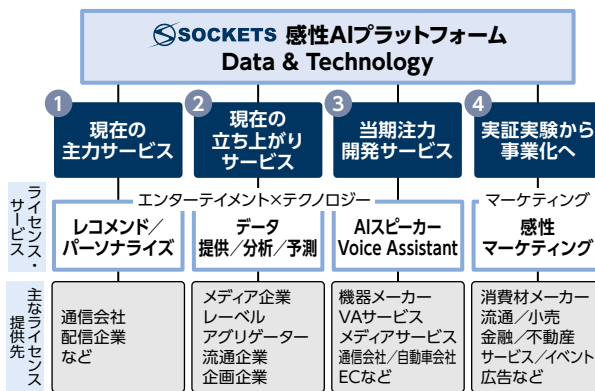 SOCKETS 感性AIプラットフォーム
Data & Technology
1
現在の
主力サービス
2
現在の
立ち上がり
サービス
3
当期注力
開発サービス
4
実証実験から
事業化へ
ライセンス・
サービス
エンターテイメント×テクノロジー
マーケティング
レコメンド／
パーソナライズ
データ
提供／分析／予測
AIスピーカー
Voice Assistant
感性
マーケティング
主なライセンス
提供先
通信会社
配信企業
など
メディア企業
レーベル
アグリゲーター
流通企業
企画企業
機器メーカー
VAサービス
メディアサービス
通信会社／自動車会社
ECなど
消費材メーカー
流通／小売
金融／不動産
サービス／イベント
広告など